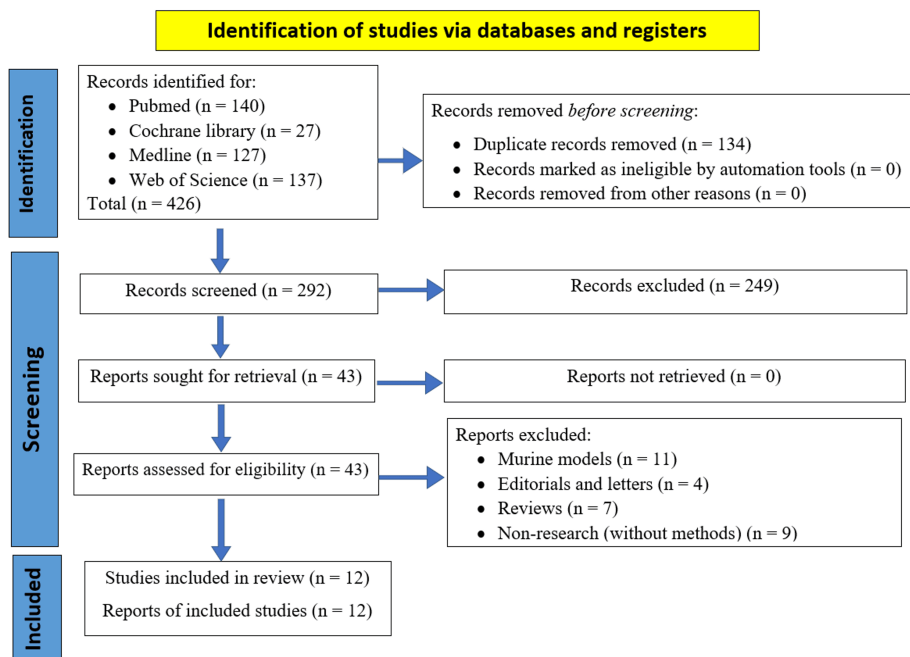 Identification of studies via databases and registers
Identification
Records identified for:
• Pubmed (n = 140)
• Cochrane library (n = 27)
• Medline (n = 127)
• Web of Science (n = 137)
Total (n = 426)
Records removed before screening:
• Duplicate records removed (n = 134)
• Records marked as ineligible by automation tools (n = 0)
• Records removed from other reasons (n = 0)
Screening
Records screened (n = 292)
Records excluded (n = 249)
Reports sought for retrieval (n = 43)
Reports not retrieved (n = 0)
Reports assessed for eligibility (n = 43)
Reports excluded:
• Murine models (n = 11)
• Editorials and letters (n = 4)
• Reviews (n = 7)
• Non-research (without methods) (n = 9)
Included
Studies included in review (n = 12)
Reports of included studies (n = 12)